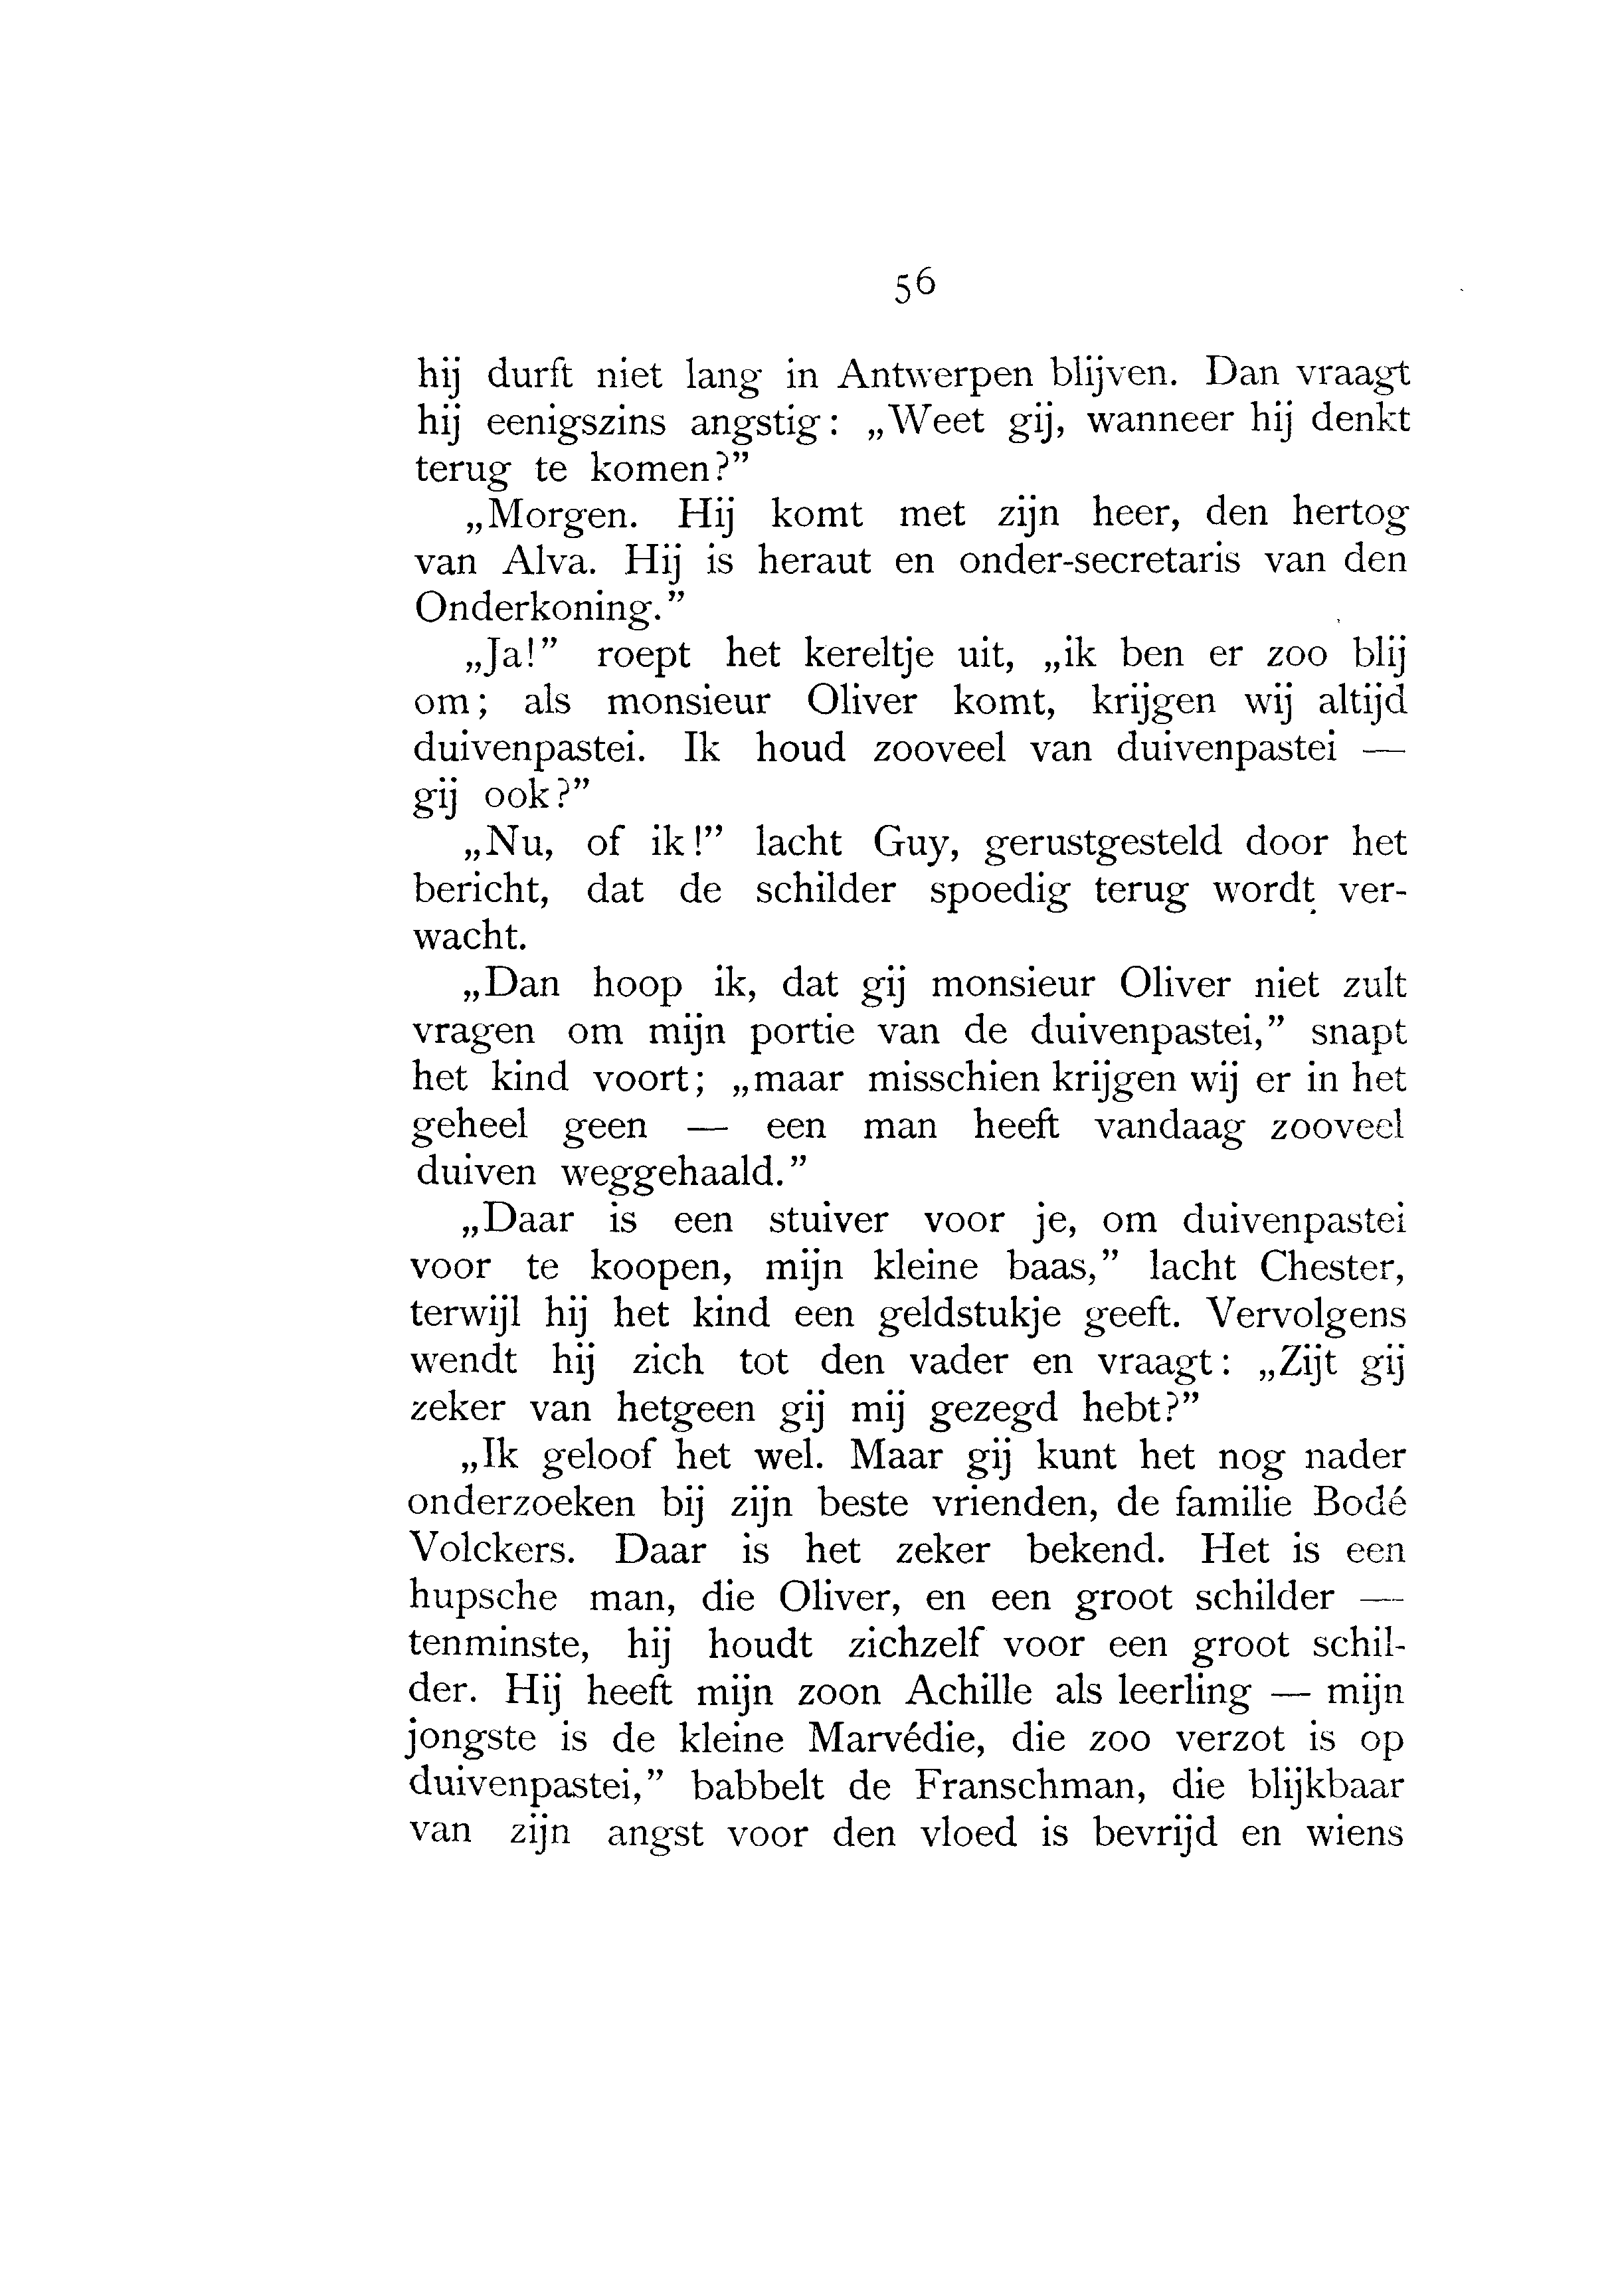 56
hij durft niet lang in Antwerpen blijven. Dan vraagt
hij eenigszins angstig: „Weet gij, wanneer hij denkt
terug te komen?”
„Morgen. Hij komt met zijn heer, den hertog
van Alva. Hij is heraut en onder-secretaris van den
Onderkoning.”
„Ja!” roept het kereltje uit, „ik ben er zoo blij
om; als monsieur Oliver komt, krijgen wij altijd
duivenpastei. Ik houd zooveel van duivenpastei —
gij ook?”
„Nu, of ik!” lacht Guy, gerustgesteld door het
bericht, dat de schilder spoedig terug wordt ver-
wacht.
„Dan hoop ik, dat gij monsieur Oliver niet zult
vragen om mijn portie van de duivenpastei,” snapt
het kind voort; „maar misschien krijgen wij er in het
geheel geen — een man heeft vandaag zooveel
duiven weggehaald.”
„Daar is een stuiver voor je, om duivenpastei
voor te koopen, mijn kleine baas,” lacht Chester,
terwijl hij het kind een geldstukje geeft. Vervolgens
wendt hij zich tot den vader en vraagt: „Zijt gij
zeker van hetgeen gij mij gezegd hebt?”
„Ik geloof het wel. Maar gij kunt het nog nader
onderzoeken bij zijn beste vrienden, de familie Bodé
Volckers. Daar is het zeker bekend. Het is een
hupsche man, die Oliver, en een groot schilder —
tenminste, hij houdt zichzelf voor een groot schil-
der. Hij heeft mijn zoon Achille als leerling — mijn
jongste is de kleine Marvédie, die zoo verzot is op
duivenpastei,” babbelt de Franschman, die blijkbaar
van zijn angst voor den vloed is bevrijd en wiens